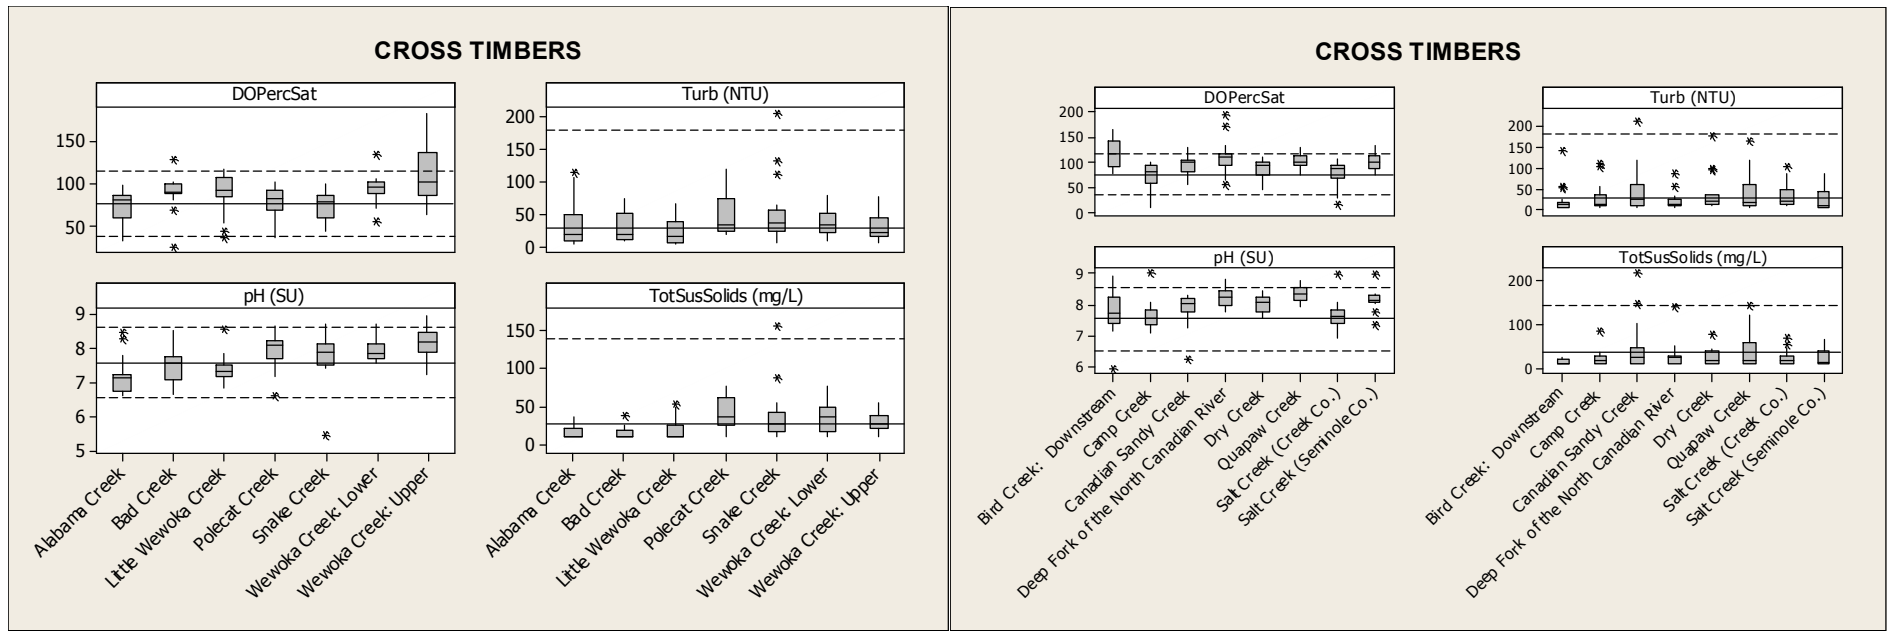 CROSS TIMBERS
DOPercSat
150
100
50
Turb (NTU)
200
150
100
50
0
pH (SU)
9
8
7
6
5
TotSusSolids (mg/L)
150
100
50
0
Alabama Creek
Bad Creek
Little Wewoka Creek
Polecat Creek
Snake Creek
Wewoka Creek: Lower
Wewoka Creek: Upper
Alabama Creek
Bad Creek
Little Wewoka Creek
Polecat Creek
Snake Creek
Wewoka Creek: Lower
Wewoka Creek: Upper
CROSS TIMBERS
DOPercSat
200
150
100
50
0
Turb (NTU)
200
150
100
50
0
pH (SU)
9
8
7
6
TotSusSolids (mg/L)
200
100
0
Bird Creek: Downstream
Camp Creek
Canadian Sandy Creek
Deep Fork of the North Canadian River
Dry Creek
Quapaw Creek
Salt Creek (Creek Co.)
Salt Creek (Seminole Co.)
Bird Creek: Downstream
Camp Creek
Canadian Sandy Creek
Deep Fork of the North Canadian River
Dry Creek
Quapaw Creek
Salt Creek (Creek Co.)
Salt Creek (Seminole Co.)